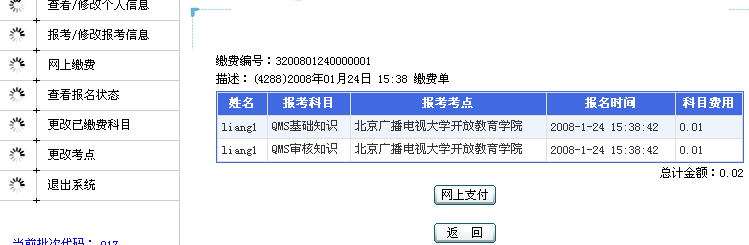 查看/修改个人信息
报考/修改报考信息
网上缴费
查看报名状态
更改已缴费科目
更改考点
退出系统
当前批次代码： 017
缴费编号：3200801240000001
描述：(4288)2008年01月24日 15:38 缴费单
姓名 报考科目 报考考点 报名时间 科目费用
liang1 QMS基础知识 北京广播电视大学开放教育学院 2008-1-24 15:38:42 0.01
liang1 QMS审核知识 北京广播电视大学开放教育学院 2008-1-24 15:38:42 0.01
总计金额：0.02
网上支付
返 回